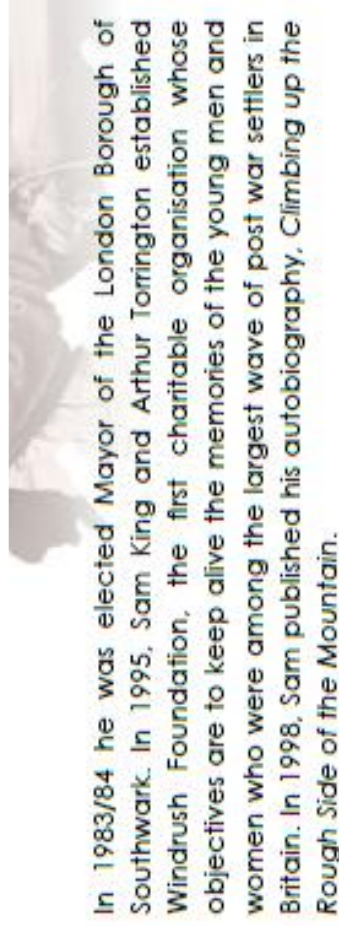 In 1983/84 he was elected Mayor of the London Borough of
Southwark. In 1995, Sam King and Arthur Torrington established
Windrush Foundation, the first charitable organisation whose
objectives are to keep alive the memories of the young men and
women who were among the largest wave of post war settlers in
Britain. In 1998, Sam published his autobiography, Climbing up the
Rough Side of the Mountain.